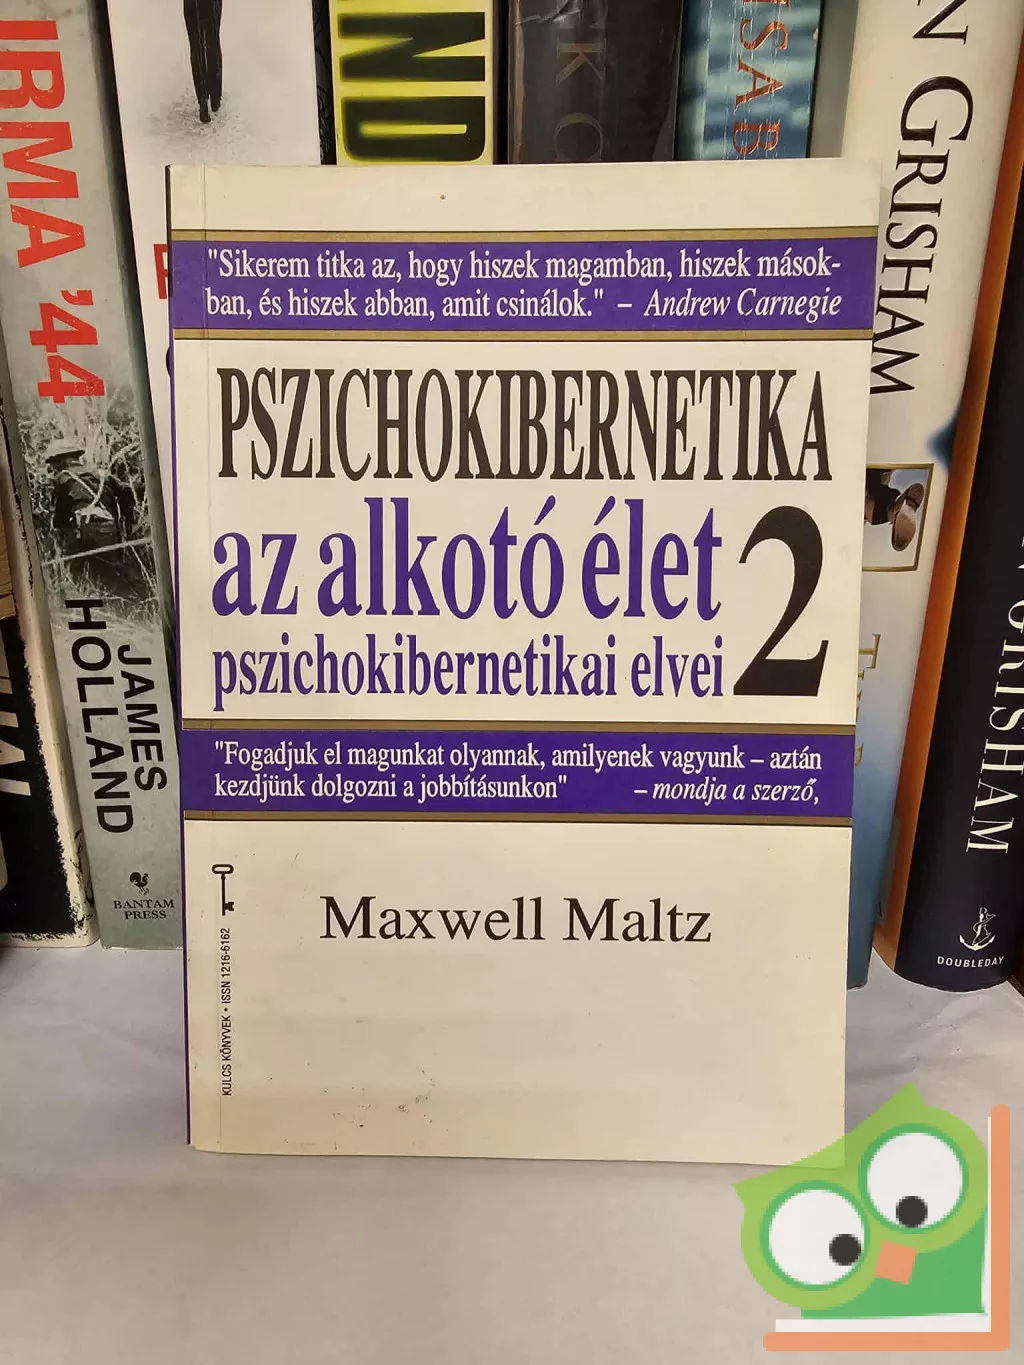 "Sikerem titka az, hogy hiszek magamban, hiszek mások-
ban, és hiszek abban, amit csinálok." – Andrew Carnegie
PSZICHOKIBERNETIKA
az alkotó élet 2
pszichokibernetikai elvei
"Fogadjuk el magunkat olyannak, amilyenek vagyunk – aztán
kezdjünk dolgozni a jobbításunkon" – mondja a szerző,
Maxwell Maltz
KULCS KÖNYVEK • ISSN 1216-6162
JAMES
HOLLAND
BANTAM
PRESS
GRISHAM
GRISHAM
DOUBLEDAY